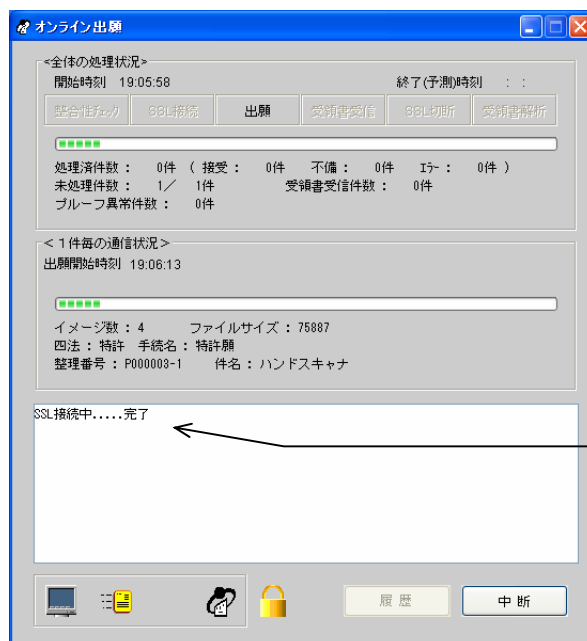 オンライン出願
<全体の処理状況>
開始時刻 19:05:58 終了(予測)時刻 : :
整合性ﾁｪｯｸ SSL接続 出願 受領書受信 SSL切断 受領書解析
処理済件数： 0件 ( 接受： 0件 不備： 0件 ｴﾗｰ： 0件 )
未処理件数： 1／ 1件 受領書受信件数： 0件
プルーフ異常件数： 0件
<１件毎の通信状況>
出願開始時刻 19:06:13
イメージ数：4 ファイルサイズ：75887
四法：特許 手続名：特許願
整理番号：P000003-1 件名：ハンドスキャナ
SSL接続中.....完了
履歴 中断